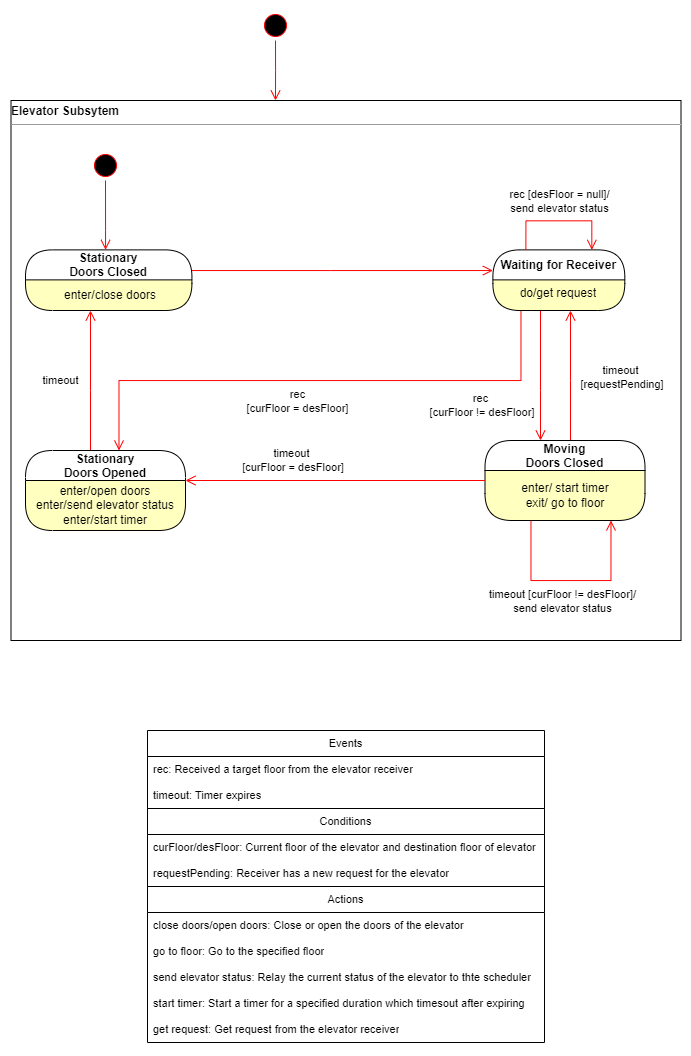 Elevator Subsytem
rec [desFloor = null]/
send elevator status
Stationary
Doors Closed
enter/close doors
Waiting for Receiver
do/get request
timeout
rec
[curFloor = desFloor]
rec
[curFloor != desFloor]
timeout
[requestPending]
timeout
[curFloor = desFloor]
Stationary
Doors Opened
enter/open doors
enter/send elevator status
enter/start timer
Moving
Doors Closed
enter/ start timer
exit/ go to floor
timeout [curFloor != desFloor]/
send elevator status
Events
rec: Received a target floor from the elevator receiver
timeout: Timer expires
Conditions
curFloor/desFloor: Current floor of the elevator and destination floor of elevator
requestPending: Receiver has a new request for the elevator
Actions
close doors/open doors: Close or open the doors of the elevator
go to floor: Go to the specified floor
send elevator status: Relay the current status of the elevator to thte scheduler
start timer: Start a timer for a specified duration which timesout after expiring
get request: Get request from the elevator receiver